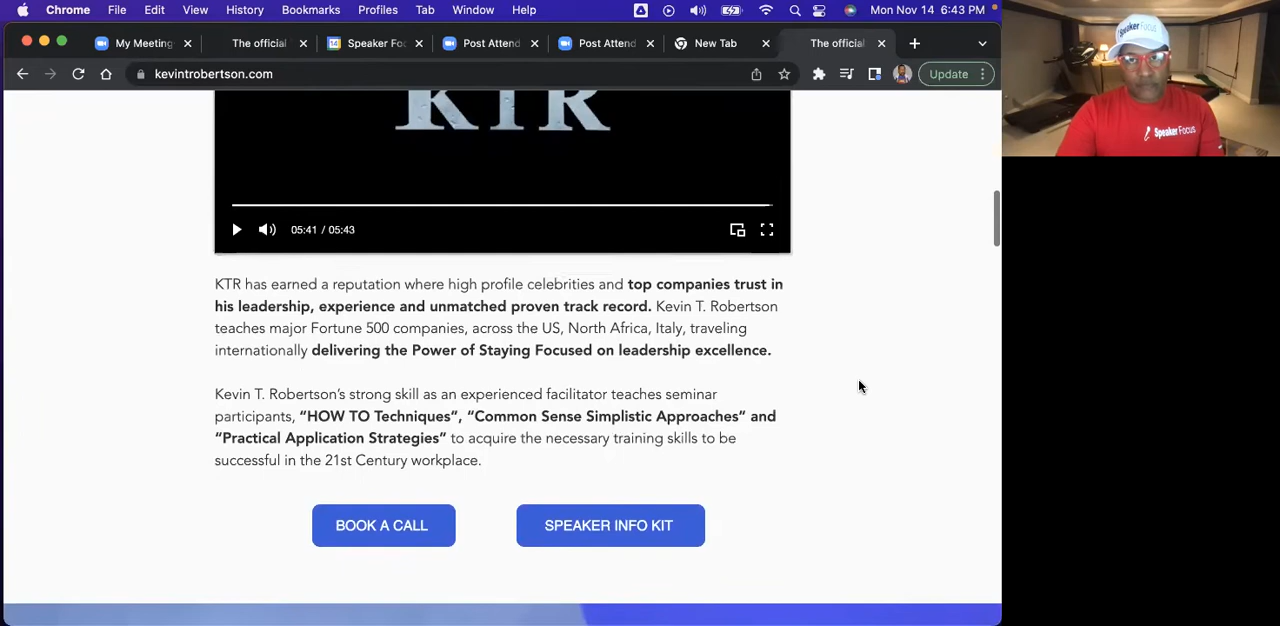 Chrome File Edit View History Bookmarks Profiles Tab Window Help Mon Nov 14 6:43 PM
My Meeting The official 14 Speaker Foc Post Attend Post Attend New Tab The official
kevintrobertson.com Update
KTR
05:41 / 05:43
KTR has earned a reputation where high profile celebrities and top companies trust in
his leadership, experience and unmatched proven track record. Kevin T. Robertson
teaches major Fortune 500 companies, across the US, North Africa, Italy, traveling
internationally delivering the Power of Staying Focused on leadership excellence.
Kevin T. Robertson’s strong skill as an experienced facilitator teaches seminar
participants, “HOW TO Techniques”, “Common Sense Simplistic Approaches” and
“Practical Application Strategies” to acquire the necessary training skills to be
successful in the 21st Century workplace.
BOOK A CALL SPEAKER INFO KIT
Speaker Focus
Speaker Focus